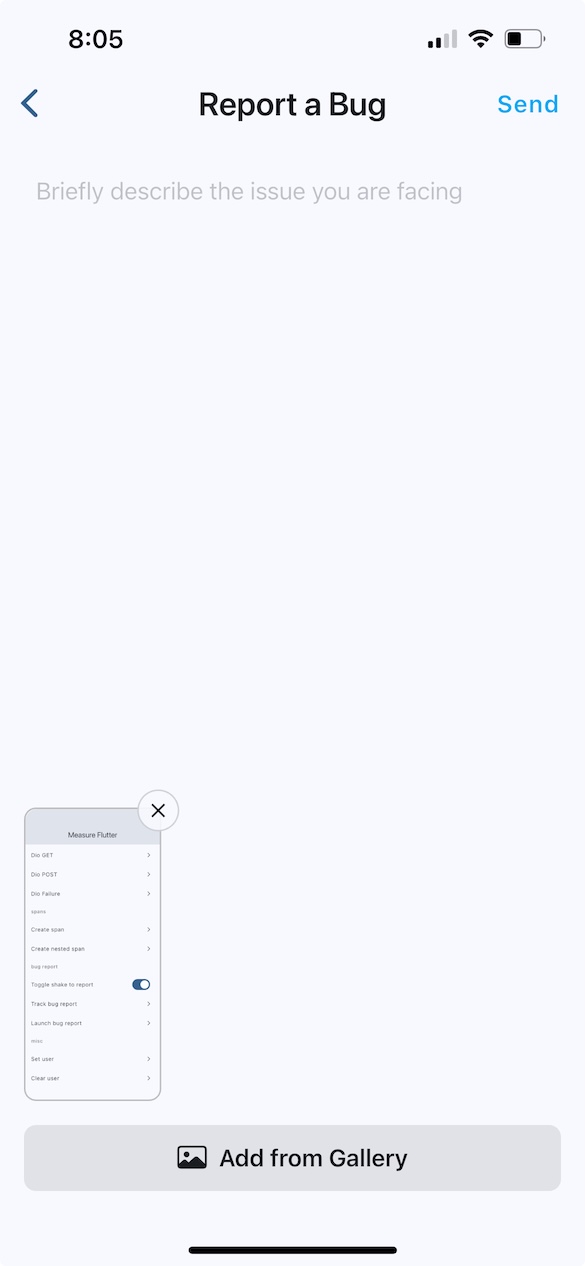 8:05
Report a Bug
Send
Briefly describe the issue you are facing
Measure Flutter
Dio GET
Dio POST
Dio Failure
spans
Create span
Create nested span
bug report
Toggle shake to report
Track bug report
Launch bug report
misc
Set user
Clear user
Add from Gallery